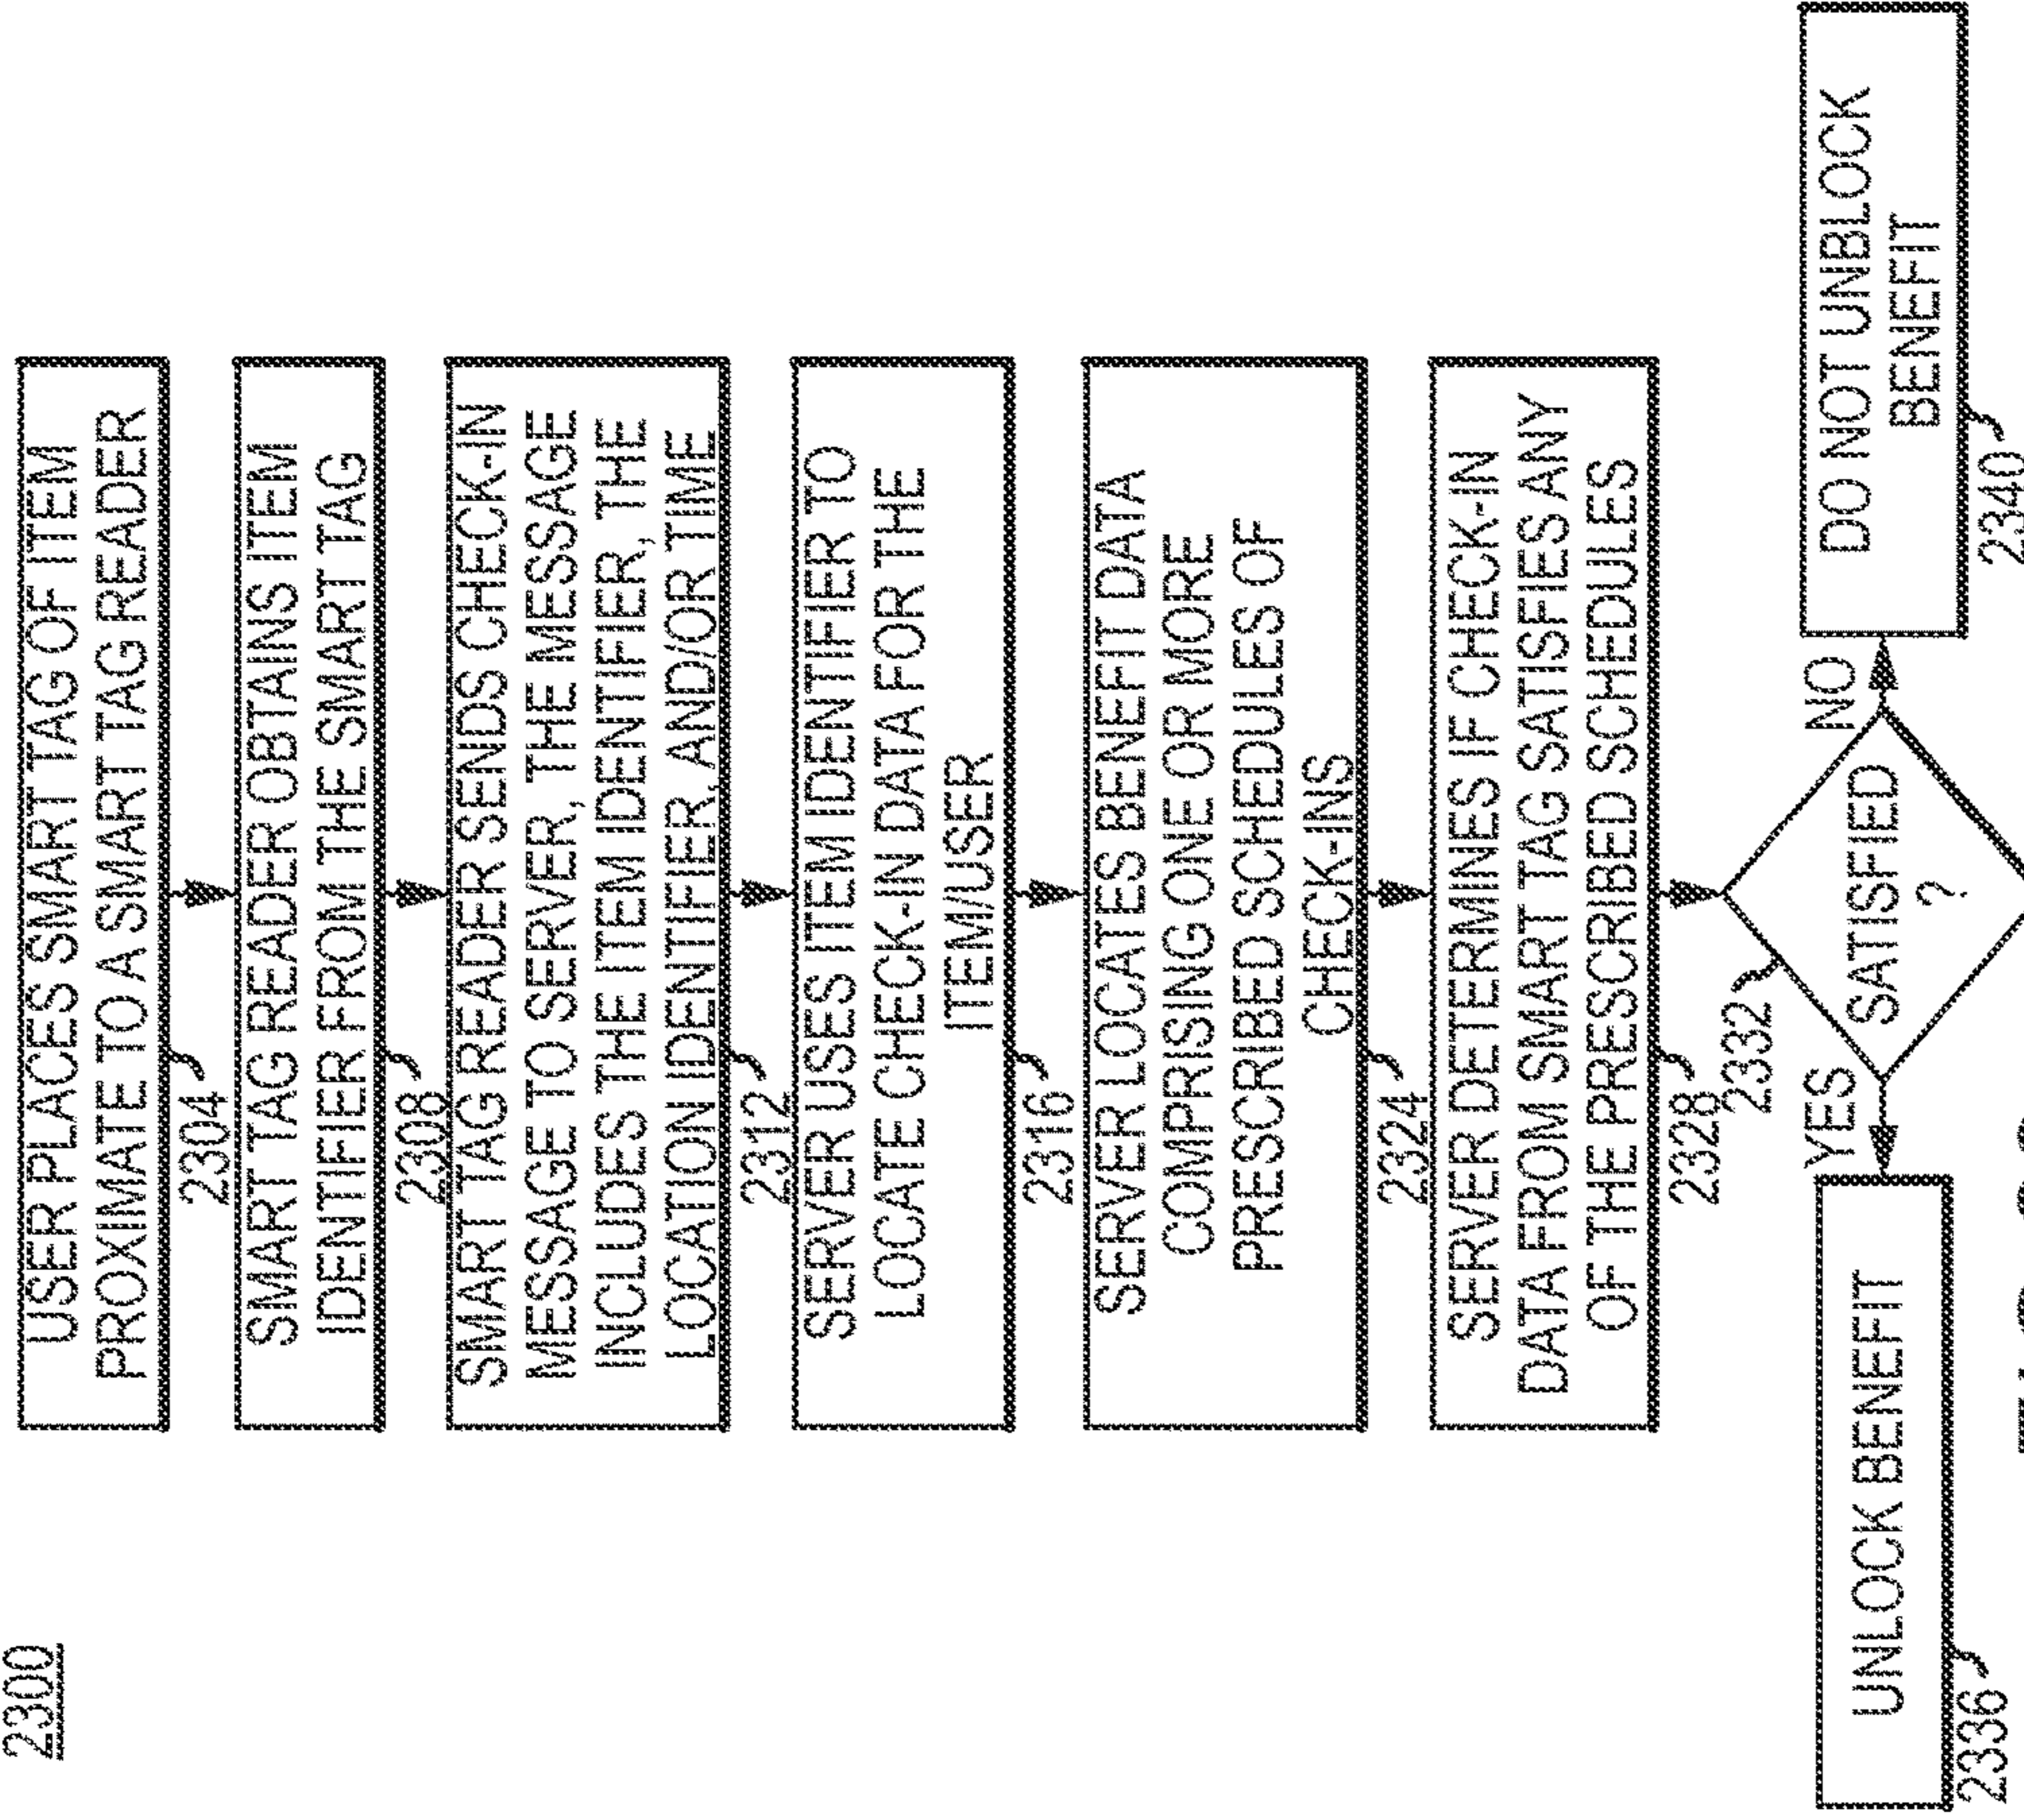 2300
USER PLACES SMART TAG OF ITEM
PROXIMATE TO A SMART TAG READER
2304
SMART TAG READER OBTAINS ITEM
IDENTIFIER FROM THE SMART TAG
2308
SMART TAG READER SENDS CHECK-IN
MESSAGE TO SERVER, THE MESSAGE
INCLUDES THE ITEM IDENTIFIER, THE
LOCATION IDENTIFIER, AND/OR TIME
2312
SERVER USES ITEM IDENTIFIER TO
LOCATE CHECK-IN DATA FOR THE
ITEM/USER
2316
SERVER LOCATES BENEFIT DATA
COMPRISING ONE OR MORE
PRESCRIBED SCHEDULES OF
CHECK-INS
2324
SERVER DETERMINES IF CHECK-IN
DATA FROM SMART TAG SATISFIES ANY
OF THE PRESCRIBED SCHEDULES
2328
2332
SATISFIED
?
YES
NO
UNLOCK BENEFIT
2336
DO NOT UNBLOCK
BENEFIT
2340